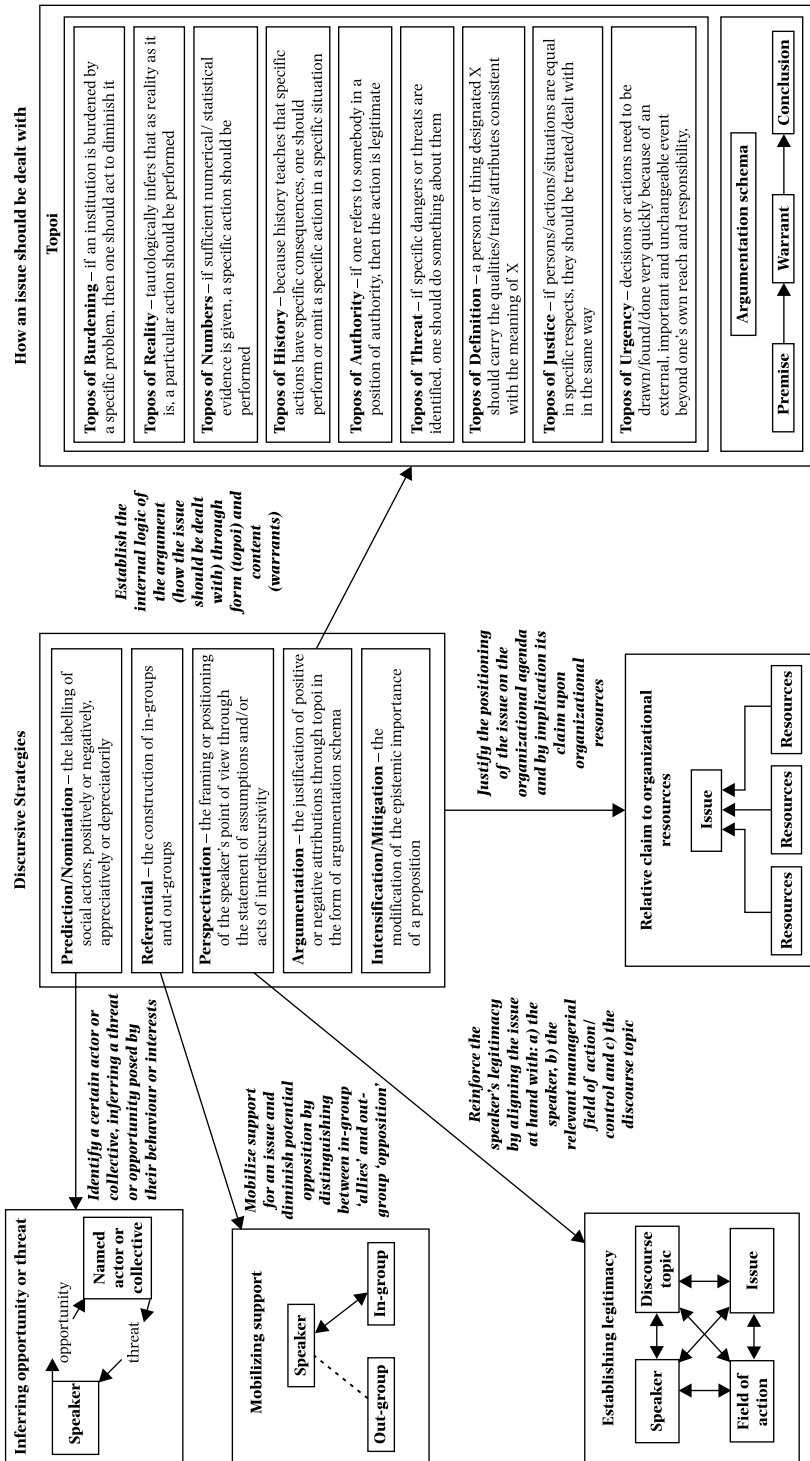 Inferring opportunity or threat
Speaker
opportunity
Named
actor or
collective
threat
Identify a certain actor or
collective, inferring a threat
or opportunity posed by
their behaviour or interests
Mobilizing support
Speaker
Out-group
In-group
Mobilize support
for an issue and
diminish potential
opposition by
distinguishing
between in-group
‘allies’ and out-
group ‘opposition’
Establishing legitimacy
Speaker
Discourse
topic
Field of
action
Issue
Reinforce the
speaker’s legitimacy
by aligning the issue
at hand with: a) the
speaker, b) the
relevant managerial
field of action/
control and c) the
discourse topic
Discursive Strategies
Prediction/Nomination – the labelling of
social actors, positively or negatively,
appreciatively or depreciatorily
Referential – the construction of in-groups
and out-groups
Perspectivation – the framing or positioning
of the speaker’s point of view through
the statement of assumptions and/or
acts of interdiscursivity
Argumentation – the justification of positive
or negative attributions through topoi in
the form of argumentation schema
Intensification/Mitigation – the
modification of the epistemic importance
of a proposition
Establish the
internal logic of
the argument
(how the issue
should be dealt
with) through
form (topoi) and
content
(warrants)
Justify the positioning
of the issue on the
organizational agenda
and by implication its
claim upon
organizational
resources
Relative claim to organizational
resources
Issue
Resources
Resources
Resources
How an issue should be dealt with
Topoi
Topos of Burdening – if an institution is burdened by
a specific problem, then one should act to diminish it
Topos of Reality – tautologically infers that as reality as it
is, a particular action should be performed
Topos of Numbers – if sufficient numerical/ statistical
evidence is given, a specific action should be
performed
Topos of History – because history teaches that specific
actions have specific consequences, one should
perform or omit a specific action in a specific situation
Topos of Authority – if one refers to somebody in a
position of authority, then the action is legitimate
Topos of Threat – if specific dangers or threats are
identified, one should do something about them
Topos of Definition – a person or thing designated X
should carry the qualities/traits/attributes consistent
with the meaning of X
Topos of Justice – if persons/actions/situations are equal
in specific respects, they should be treated/dealt with
in the same way
Topos of Urgency – decisions or actions need to be
drawn/found/done very quickly because of an
external, important and unchangeable event
beyond one’s own reach and responsibility,
Argumentation schema
Premise
Warrant
Conclusion